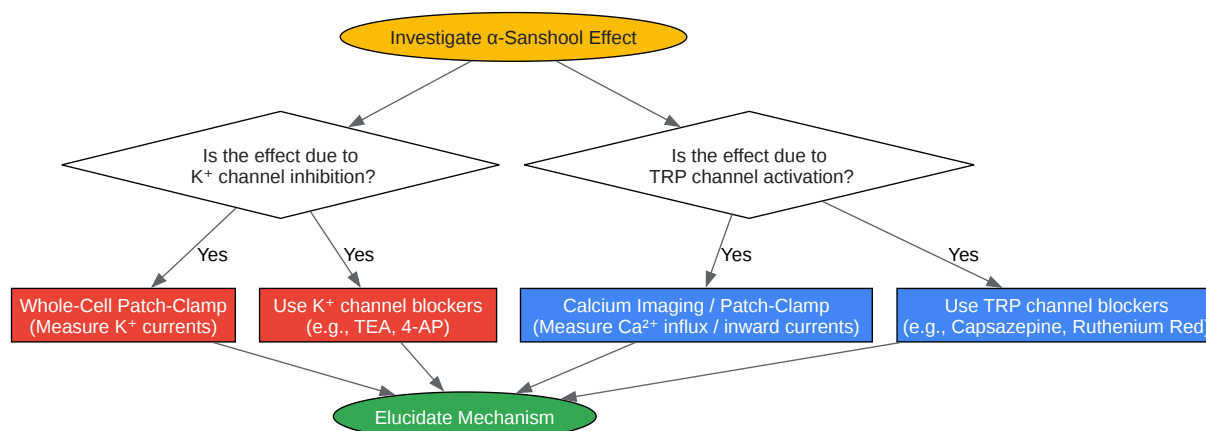 Investigate α-Sanshool Effect
Is the effect due to
K⁺ channel inhibition?
Is the effect due to
TRP channel activation?
Yes
Yes
Yes
Yes
Whole-Cell Patch-Clamp
(Measure K⁺ currents)
Use K⁺ channel blockers
(e.g., TEA, 4-AP)
Calcium Imaging / Patch-Clamp
(Measure Ca²⁺ influx / inward currents)
Use TRP channel blockers
(e.g., Capsazepine, Ruthenium Red)
Elucidate Mechanism